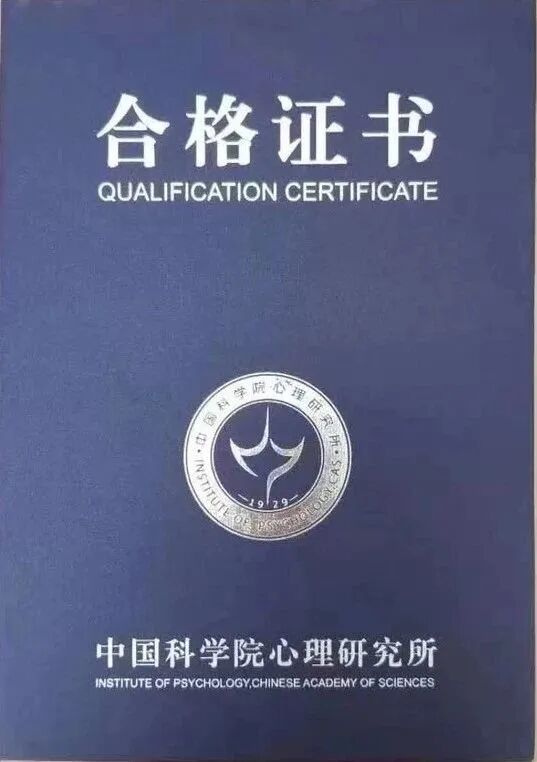 合格证书
QUALIFICATION CERTIFICATE
·中国科学院心理研究所·
1929
INSTITUTE OF PSYCHOLOGY,CAS
中国科学院心理研究所
INSTITUTE OF PSYCHOLOGY,CHINESE ACADEMY OF SCIENCES